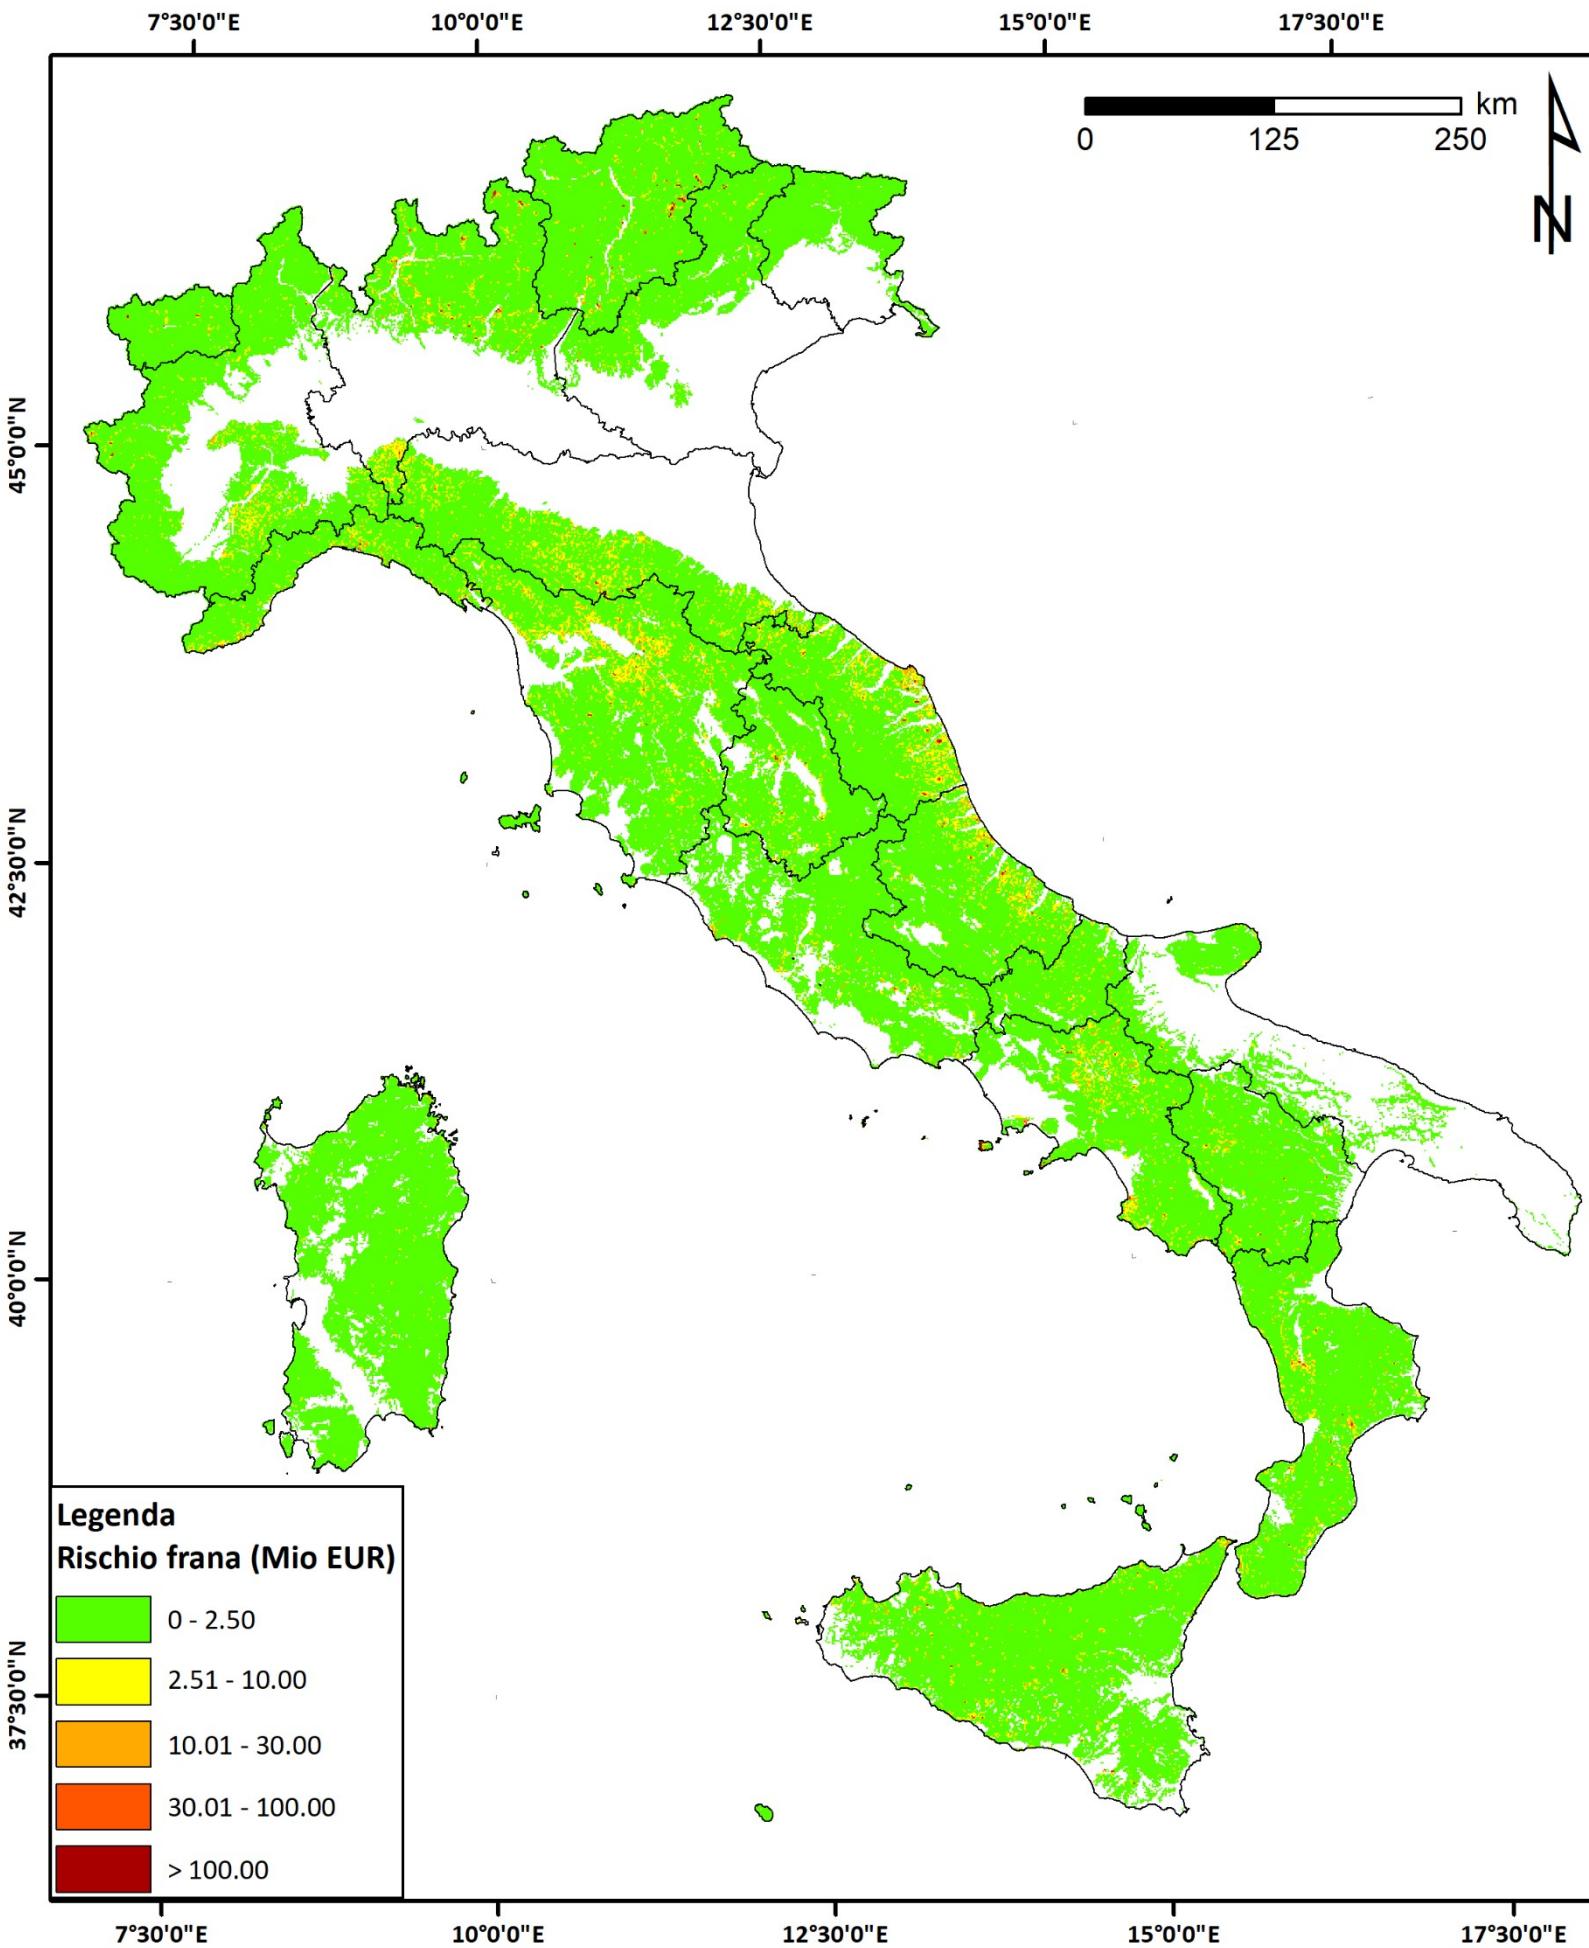 7°30'0"E 10°0'0"E 12°30'0"E 15°0'0"E 17°30'0"E
km
0 125 250
N
45°0'0"N
42°30'0"N
40°0'0"N
37°30'0"N
Legenda
Rischio frana (Mio EUR)
0 - 2.50
2.51 - 10.00
10.01 - 30.00
30.01 - 100.00
> 100.00
7°30'0"E 10°0'0"E 12°30'0"E 15°0'0"E 17°30'0"E